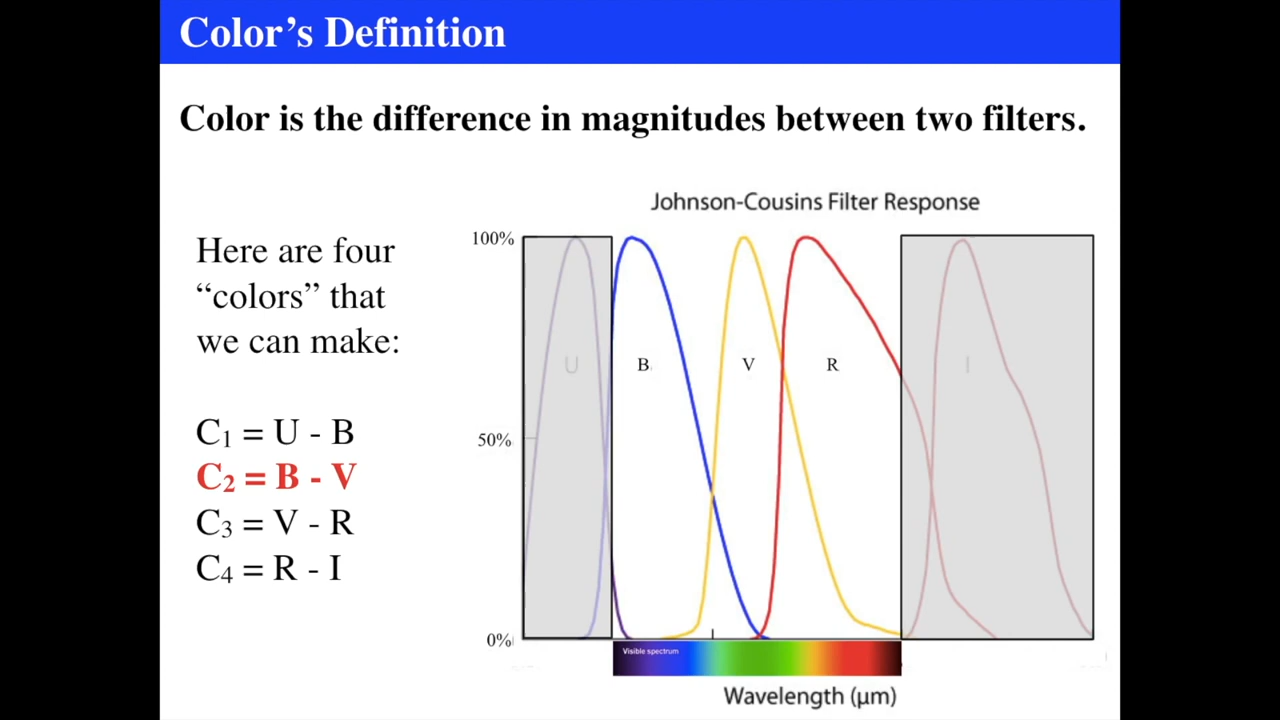 Color's Definition
Color is the difference in magnitudes between two filters.
Johnson-Cousins Filter Response
Here are four
“colors” that
we can make:
C₁ = U - B
C₂ = B - V
C₃ = V - R
C₄ = R - I
100%
50%
0%
U
B
V
R
I
Visible spectrum
Wavelength (µm)